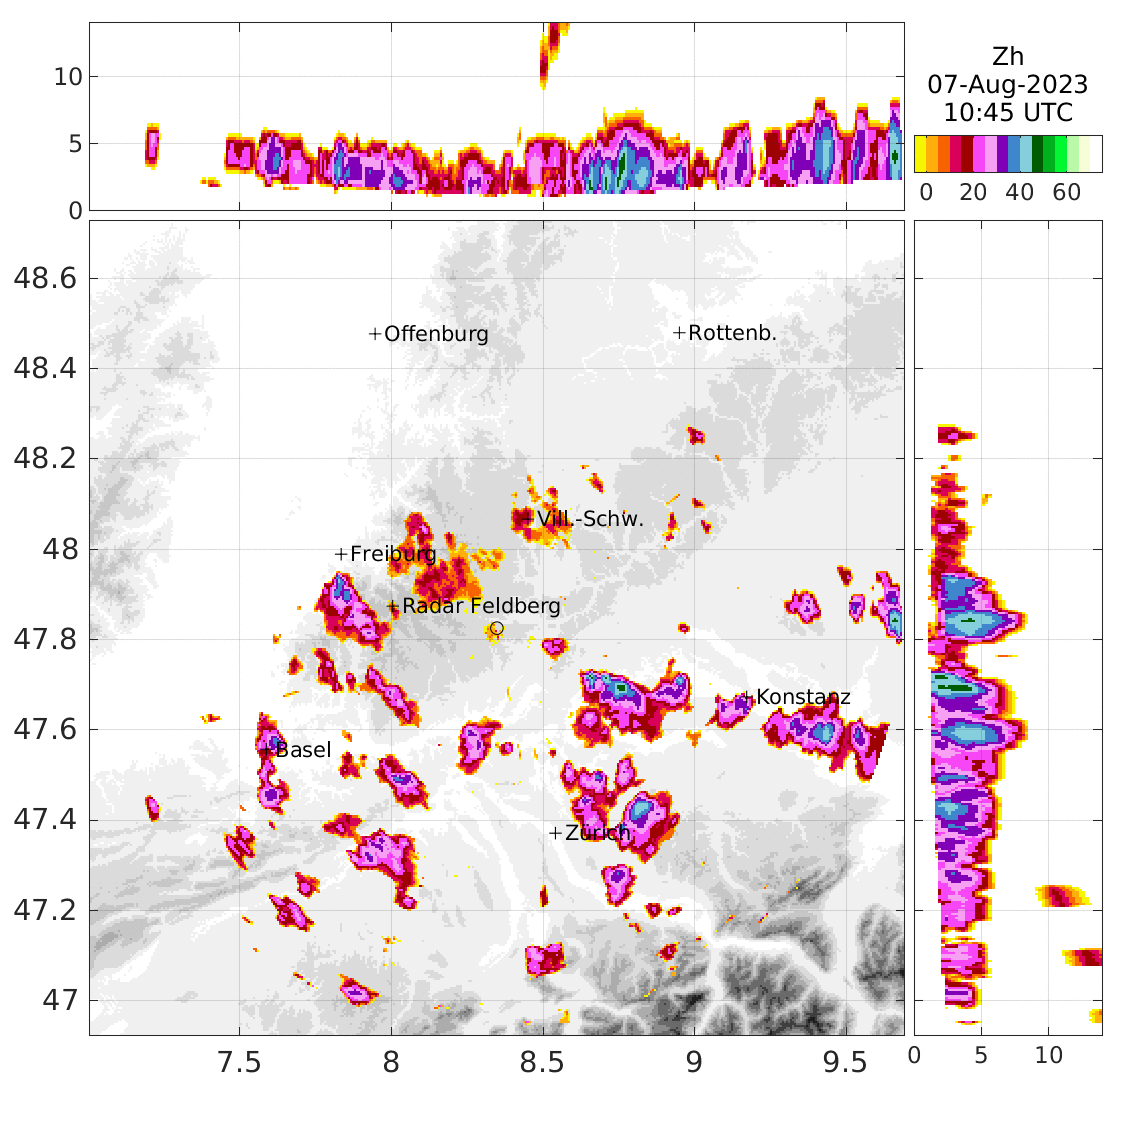 10
5
0
Zh
07-Aug-2023
10:45 UTC
0 20 40 60
48.6
48.4
48.2
48
47.8
47.6
47.4
47.2
47
Offenburg
Rottenb.
Vill.-Schw.
Freiburg
Radar Feldberg
Konstanz
Basel
Zürich
7.5 8 8.5 9 9.5
0 5 10